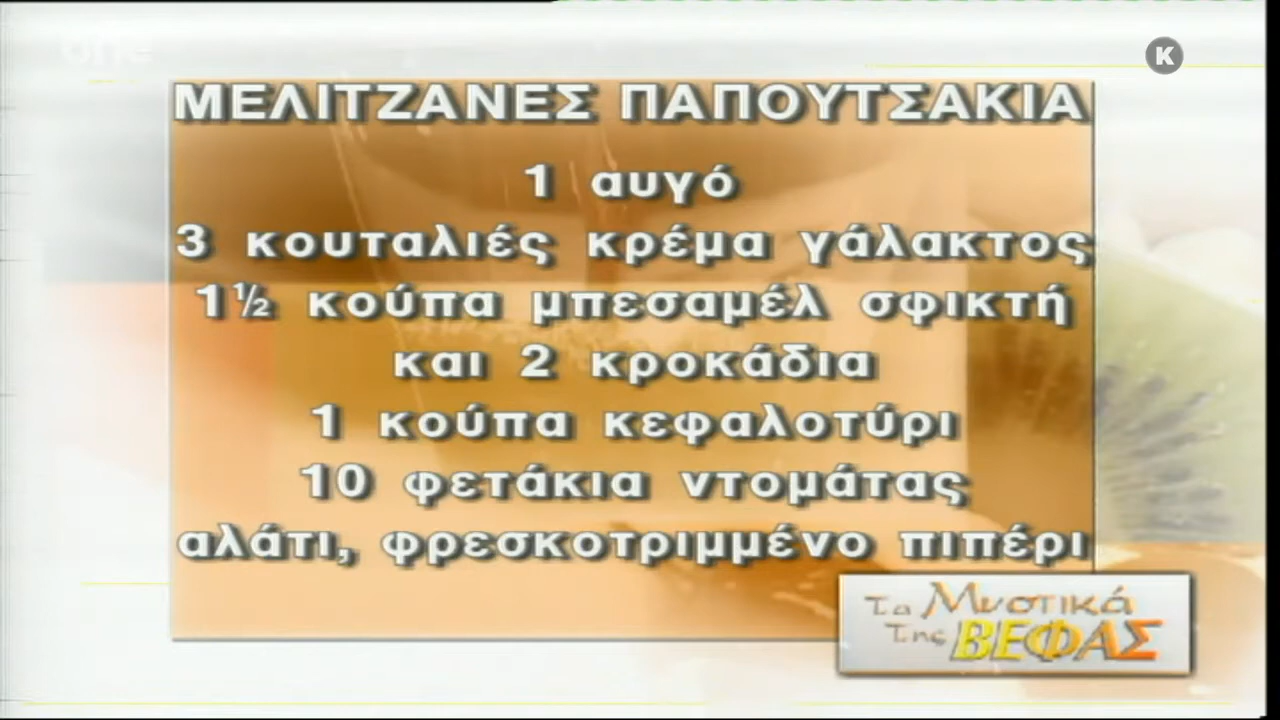 one
K
ΜΕΛΙΤΖΑΝΕΣ ΠΑΠΟΥΤΣΑΚΙΑ
1 αυγό
3 κουταλιές κρέμα γάλακτος
1½ κούπα μπεσαμέλ σφικτή
και 2 κροκάδια
1 κούπα κεφαλοτύρι
10 φετάκια ντομάτας
αλάτι, φρεσκοτριμμένο πιπέρι
Τα Μυστικά
Της ΒΕΦΑΣ